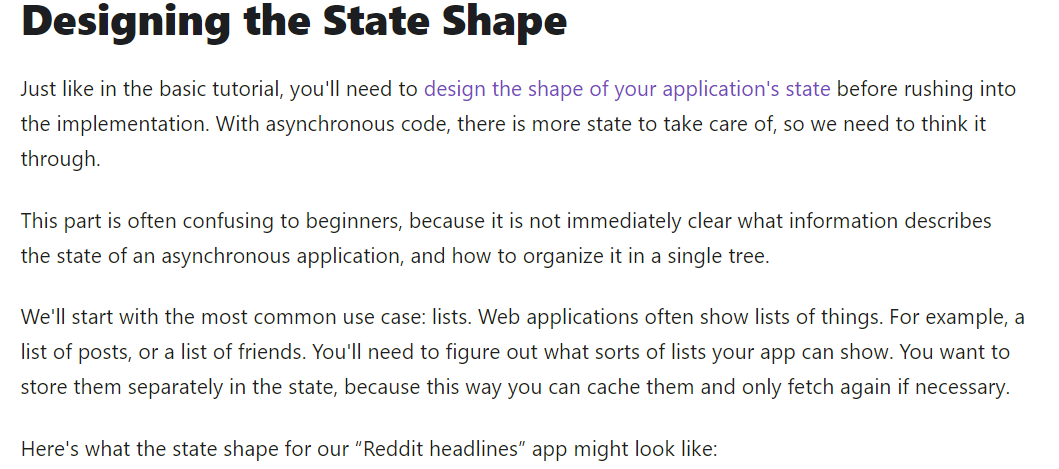 Designing the State Shape
Just like in the basic tutorial, you'll need to design the shape of your application's state before rushing into
the implementation. With asynchronous code, there is more state to take care of, so we need to think it
through.
This part is often confusing to beginners, because it is not immediately clear what information describes
the state of an asynchronous application, and how to organize it in a single tree.
We'll start with the most common use case: lists. Web applications often show lists of things. For example, a
list of posts, or a list of friends. You'll need to figure out what sorts of lists your app can show. You want to
store them separately in the state, because this way you can cache them and only fetch again if necessary.
Here's what the state shape for our “Reddit headlines” app might look like: